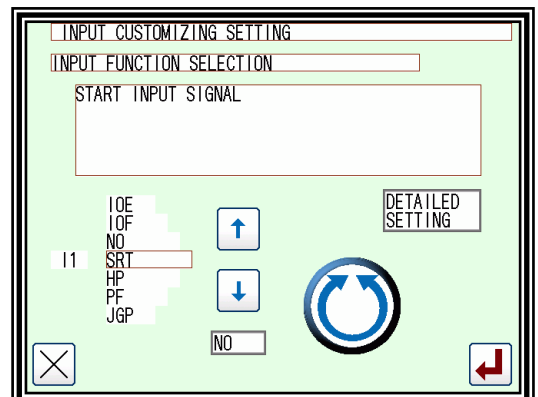 INPUT CUSTOMIZING SETTING
INPUT FUNCTION SELECTION
START INPUT SIGNAL
IOE
IOF
NO
I1 SRT
HP
PF
JGP
DETAILED
SETTING
NO